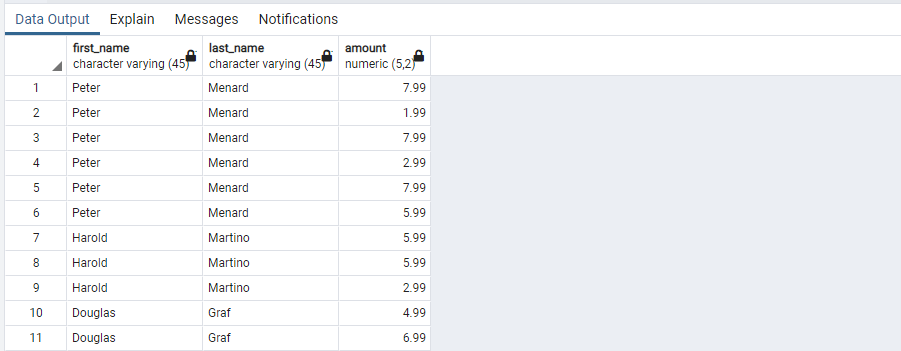 Data Output Explain Messages Notifications
first_name last_name amount
character varying (45) character varying (45) numeric (5,2)
1 Peter Menard 7.99
2 Peter Menard 1.99
3 Peter Menard 7.99
4 Peter Menard 2.99
5 Peter Menard 7.99
6 Peter Menard 5.99
7 Harold Martino 5.99
8 Harold Martino 5.99
9 Harold Martino 2.99
10 Douglas Graf 4.99
11 Douglas Graf 6.99